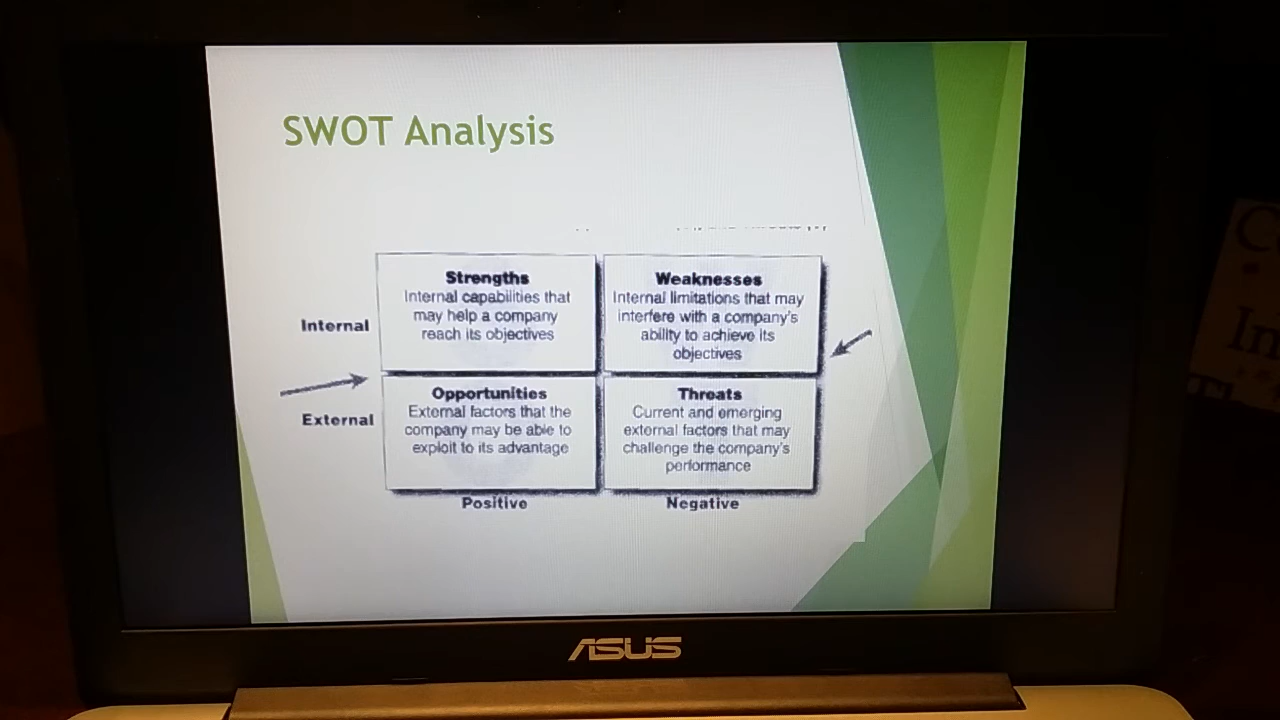 SWOT Analysis
Strengths
Internal capabilities that
may help a company
reach its objectives
Weaknesses
Internal limitations that may
interfere with a company's
ability to achieve its
objectives
Internal
Opportunities
External factors that the
company may be able to
exploit to its advantage
Threats
Current and emerging
external factors that may
challenge the company's
performance
External
Positive
Negative
ASUS